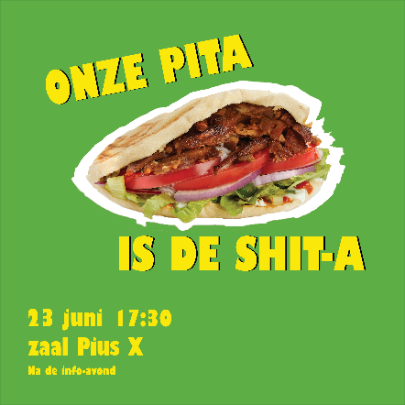 ONZE PITA
IS DE SHIT-A
23 juni 17:30
zaal Pius X
Na de info-avond